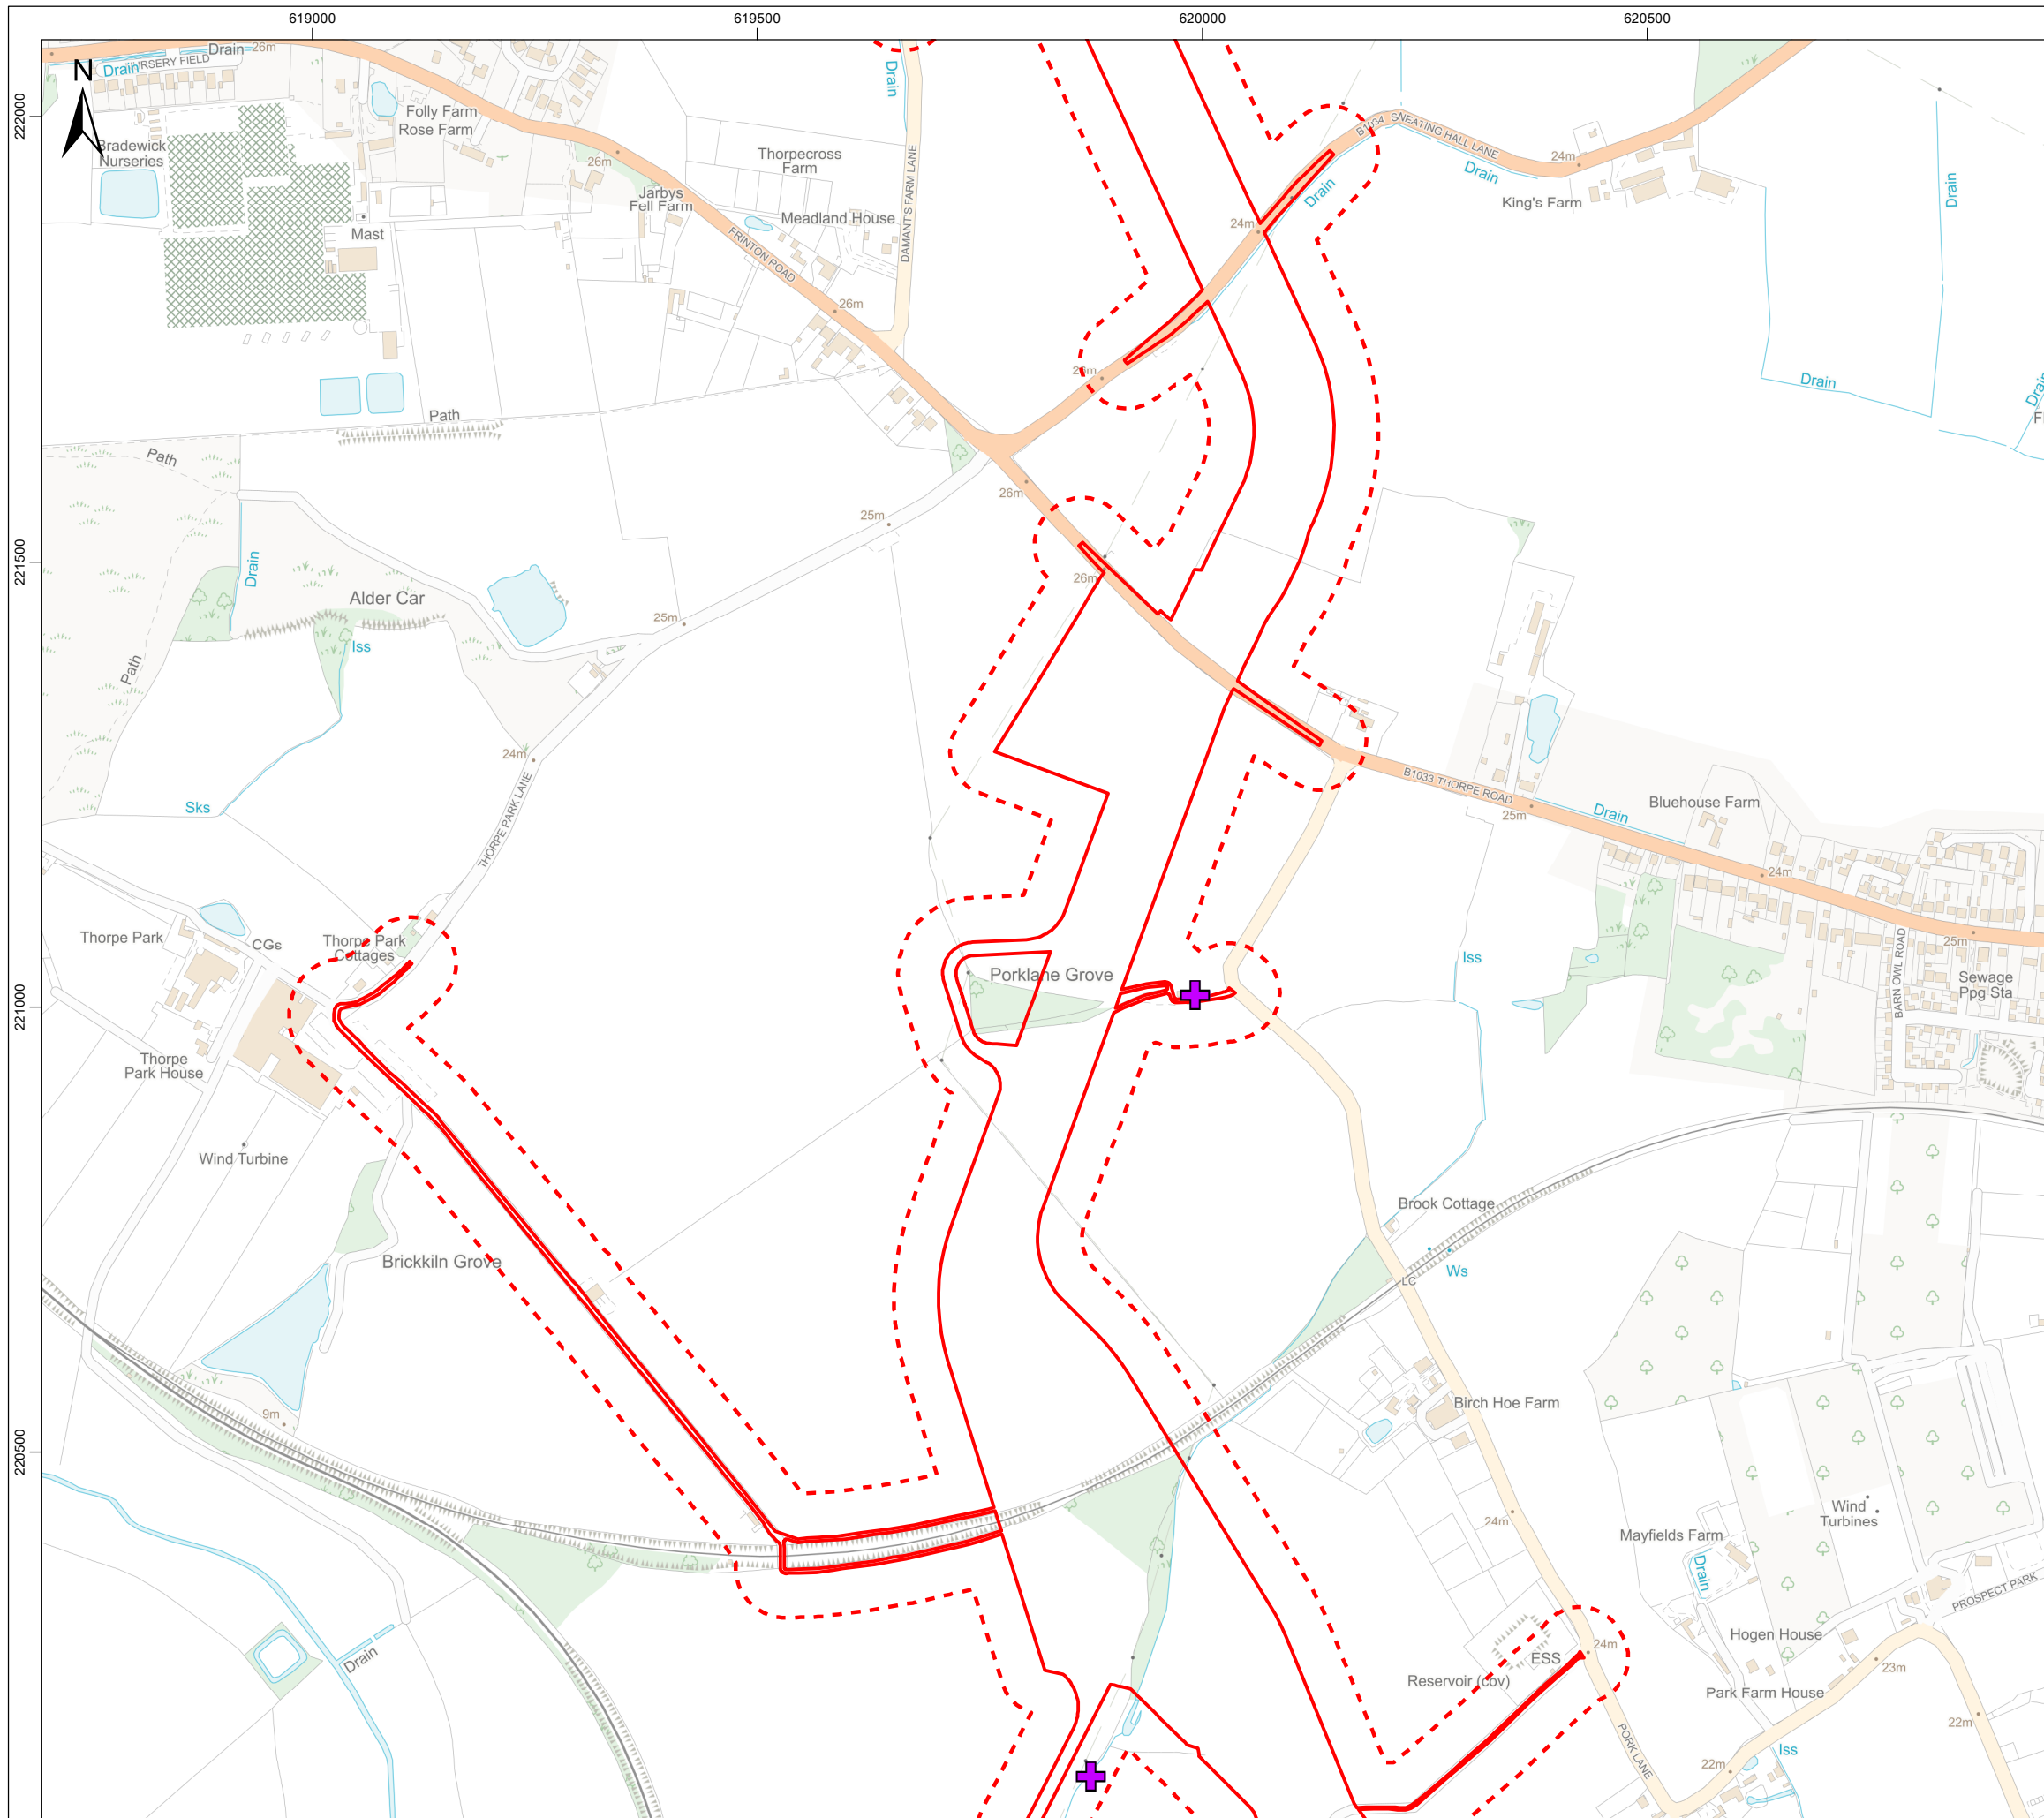 619000
619500
620000
620500
222000
221500
221000
220500
N
Drain
26m
Drain
Bradewick
Nurseries
Folly Farm
Rose Farm
26m
Mast
Jarbys
Fell Farm
Thorpecross
Farm
Meadland House
Drain
DAMANT'S FARM LANE
FRINTON ROAD
26m
B1034 SNEATING HALL LANE
24m
Drain
Drain
24m
King's Farm
Drain
Drain
Drain
Path
Path
Path
Drain
Alder Car
Iss
25m
25m
26m
26m
Sks
24m
THORPE PARK LANE
B1033 THORPE ROAD
25m
Drain
Bluehouse Farm
24m
25m
BARN OWL ROAD
Sewage
Ppg Sta
Thorpe Park
CGs
Thorpe Park
Cottages
Porklane Grove
Iss
Thorpe
Park House
Wind Turbine
Brickkiln Grove
Brook Cottage
Ws
LC
9m
Birch Hoe Farm
24m
Wind
Turbines
Mayfields Farm
Drain
PROSPECT PARK
Hogen House
Drain
ESS
24m
Reservoir (cov)
23m
Park Farm House
22m
PORK LANE
22m
Iss